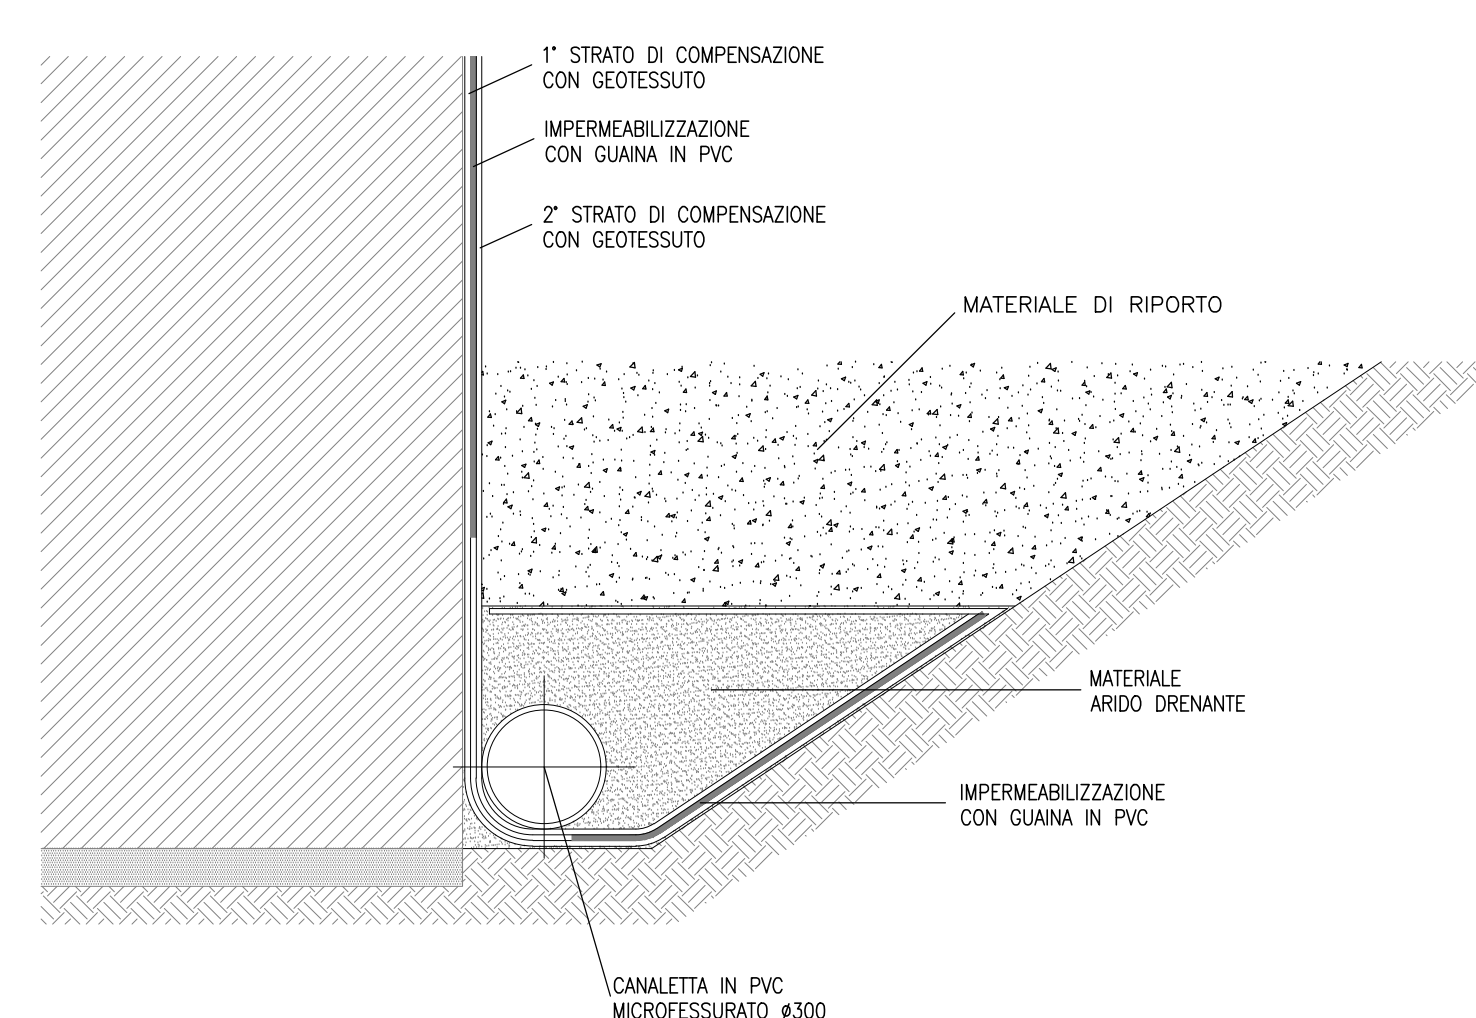 1° STRATO DI COMPENSAZIONE
CON GEOTESSUTO
IMPERMEABILIZZAZIONE
CON GUAINA IN PVC
2° STRATO DI COMPENSAZIONE
CON GEOTESSUTO
MATERIALE DI RIPORTO
MATERIALE
ARIDO DRENANTE
IMPERMEABILIZZAZIONE
CON GUAINA IN PVC
CANALETTA IN PVC
MICROFESSURATO ø300